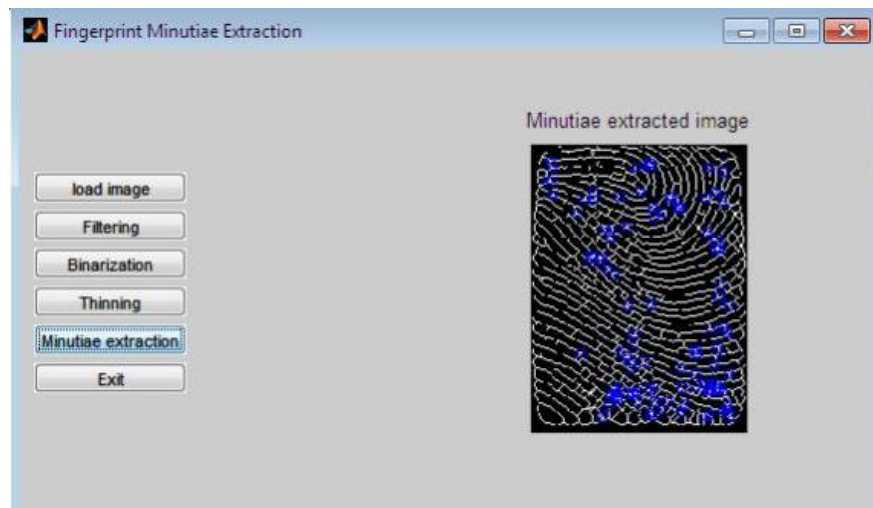 Fingerprint Minutiae Extraction
Minutiae extracted image
load image
Filtering
Binarization
Thinning
Minutiae extraction
Exit